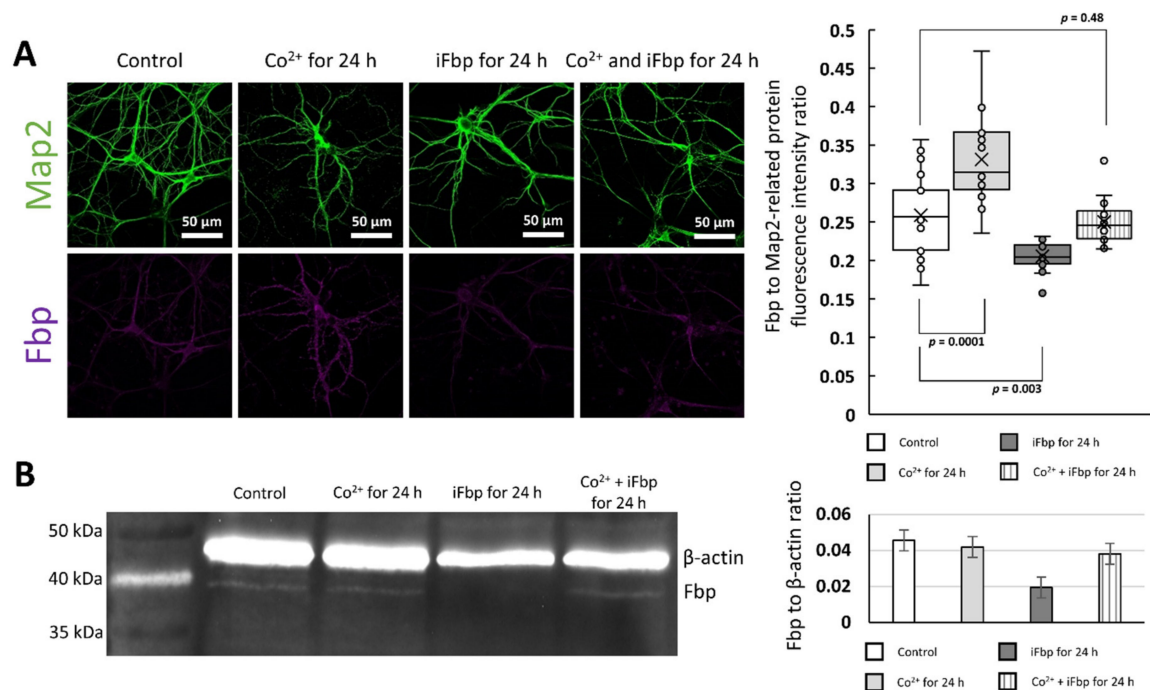 A
Control
Co²⁺ for 24 h
iFbp for 24 h
Co²⁺ and iFbp for 24 h
Map2
50 µm
50 µm
50 µm
50 µm
Fbp
Fbp to Map2-related protein
fluorescence intensity ratio
0.5
0.45
0.4
0.35
0.3
0.25
0.2
0.15
0.1
0.05
0
p = 0.48
p = 0.0001
p = 0.003
Control
iFbp for 24 h
Co²⁺ for 24 h
Co²⁺ + iFbp for 24 h
B
Control
Co²⁺ for 24 h
iFbp for 24 h
Co²⁺ + iFbp
for 24 h
50 kDa
40 kDa
35 kDa
β-actin
Fbp
Fbp to β-actin ratio
0.06
0.04
0.02
0
Control
iFbp for 24 h
Co²⁺ for 24 h
Co²⁺ + iFbp for 24 h